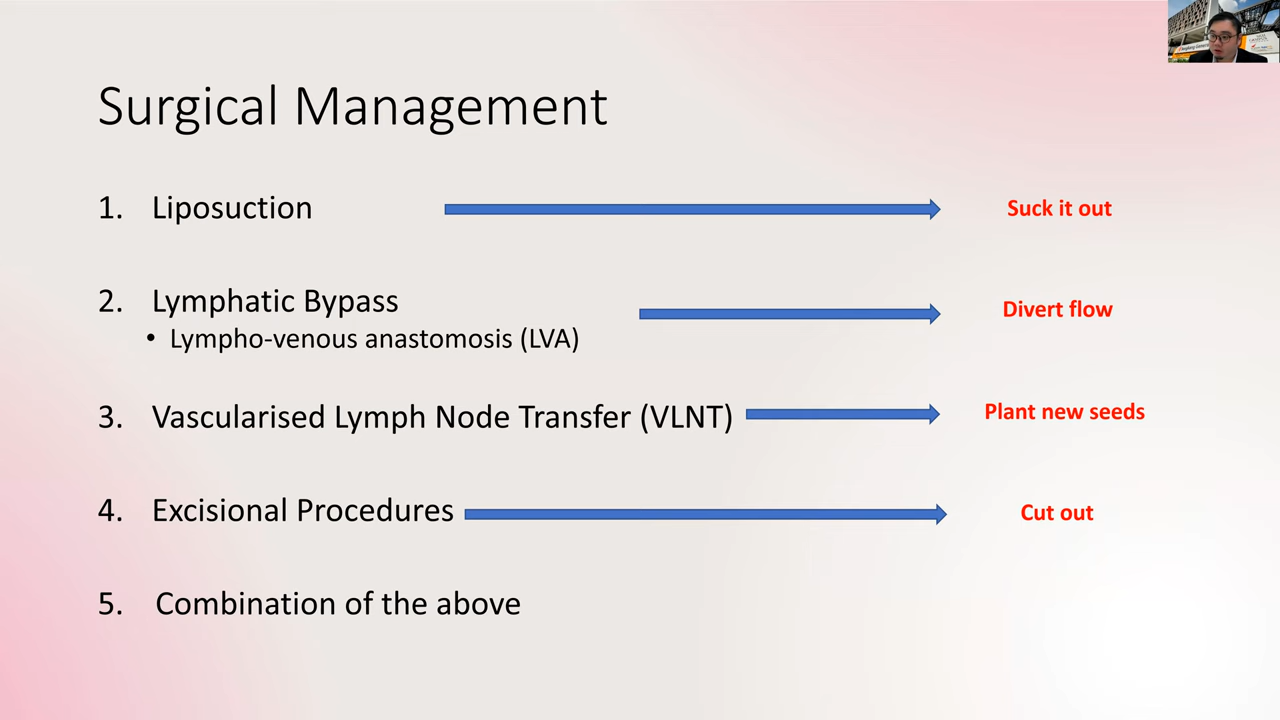 Surgical Management
1. Liposuction
Suck it out
2. Lymphatic Bypass
• Lympho-venous anastomosis (LVA)
Divert flow
3. Vascularised Lymph Node Transfer (VLNT)
Plant new seeds
4. Excisional Procedures
Cut out
5. Combination of the above